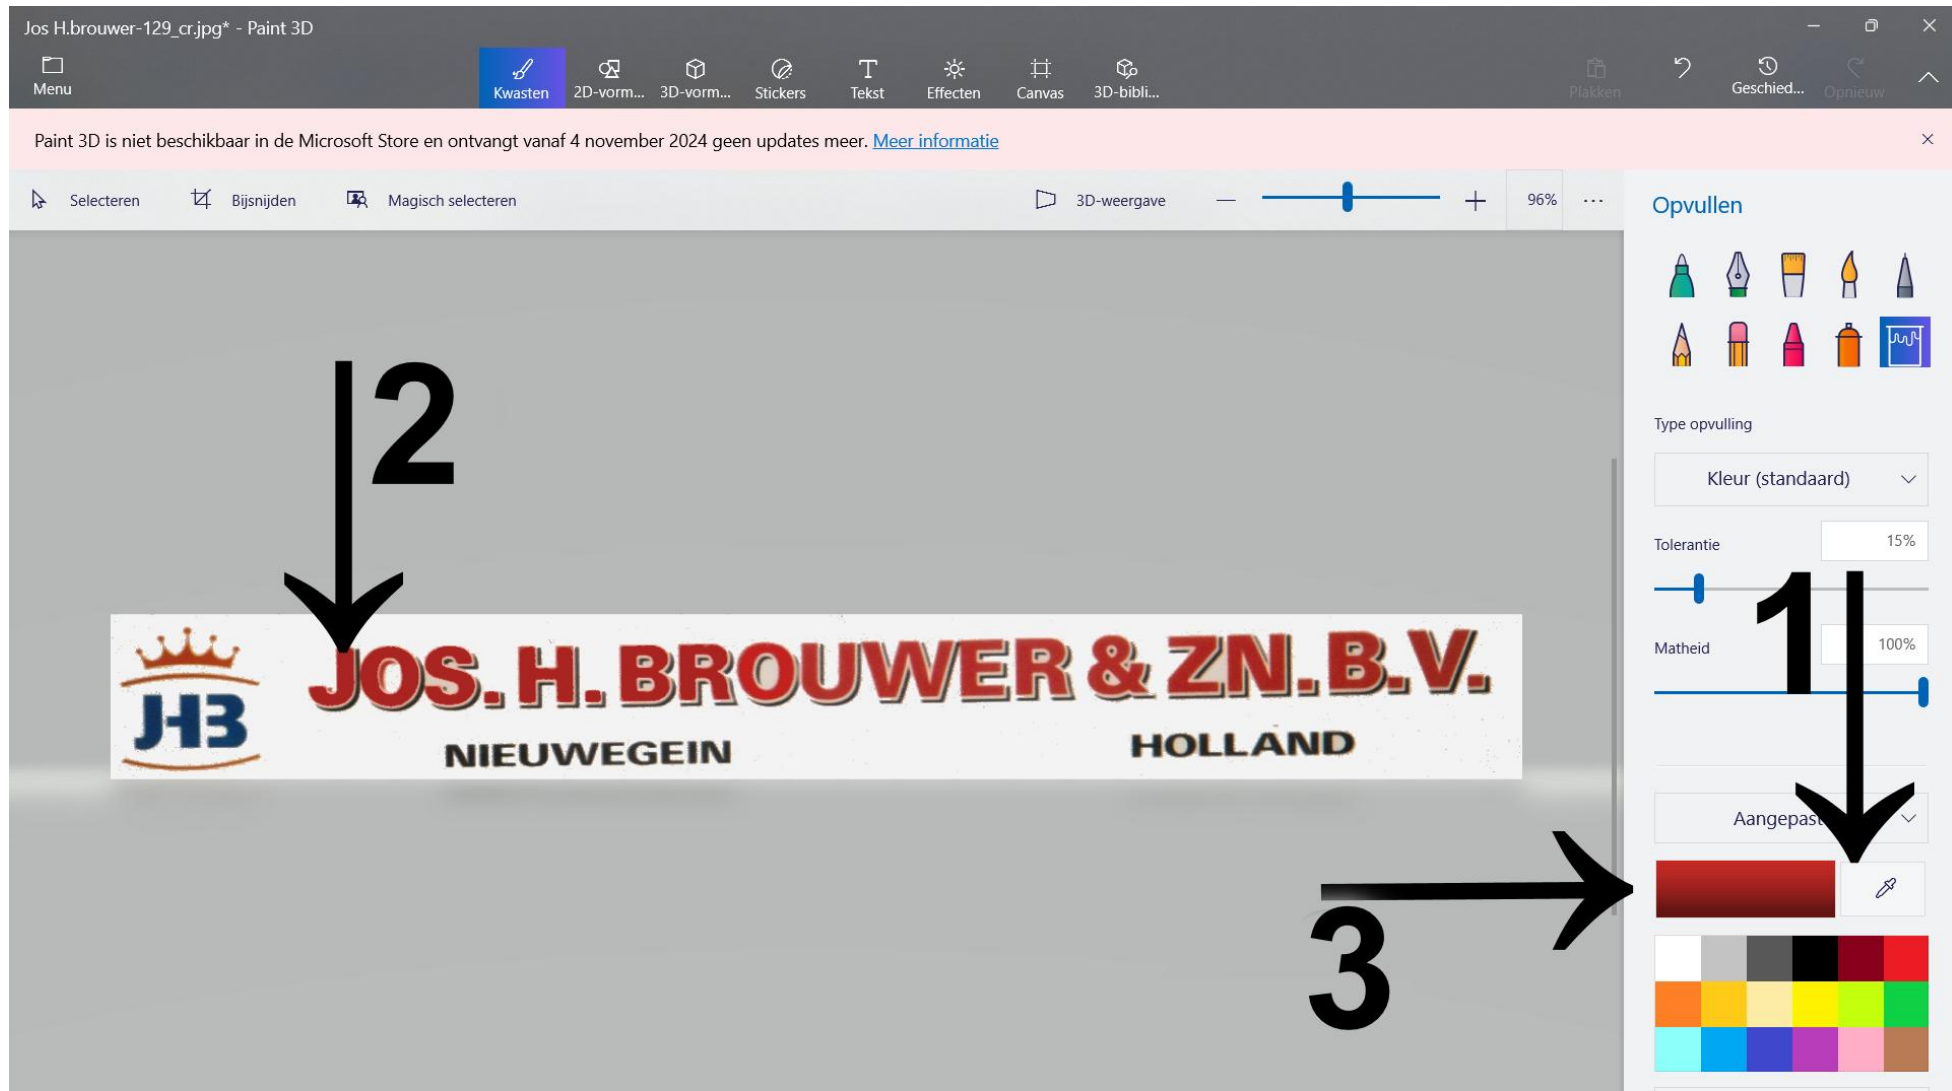 Jos H.brouwer-129_cr.jpg* - Paint 3D
Menu
Kwasten
2D-vorm...
3D-vorm...
Stickers
Tekst
Effecten
Canvas
3D-bibli...
Plakken
Geschied...
Opnieuw
Paint 3D is niet beschikbaar in de Microsoft Store en ontvangt vanaf 4 november 2024 geen updates meer. Meer informatie
Selecteren
Bijsnijden
Magisch selecteren
3D-weergave
96%
...
Opvullen
Type opvulling
Kleur (standaard)
Tolerantie
15%
Matheid
100%
Aangepast
2
1
3
JHB
JOS. H. BROUWER & ZN. B.V.
NIEUWEGEIN
HOLLAND